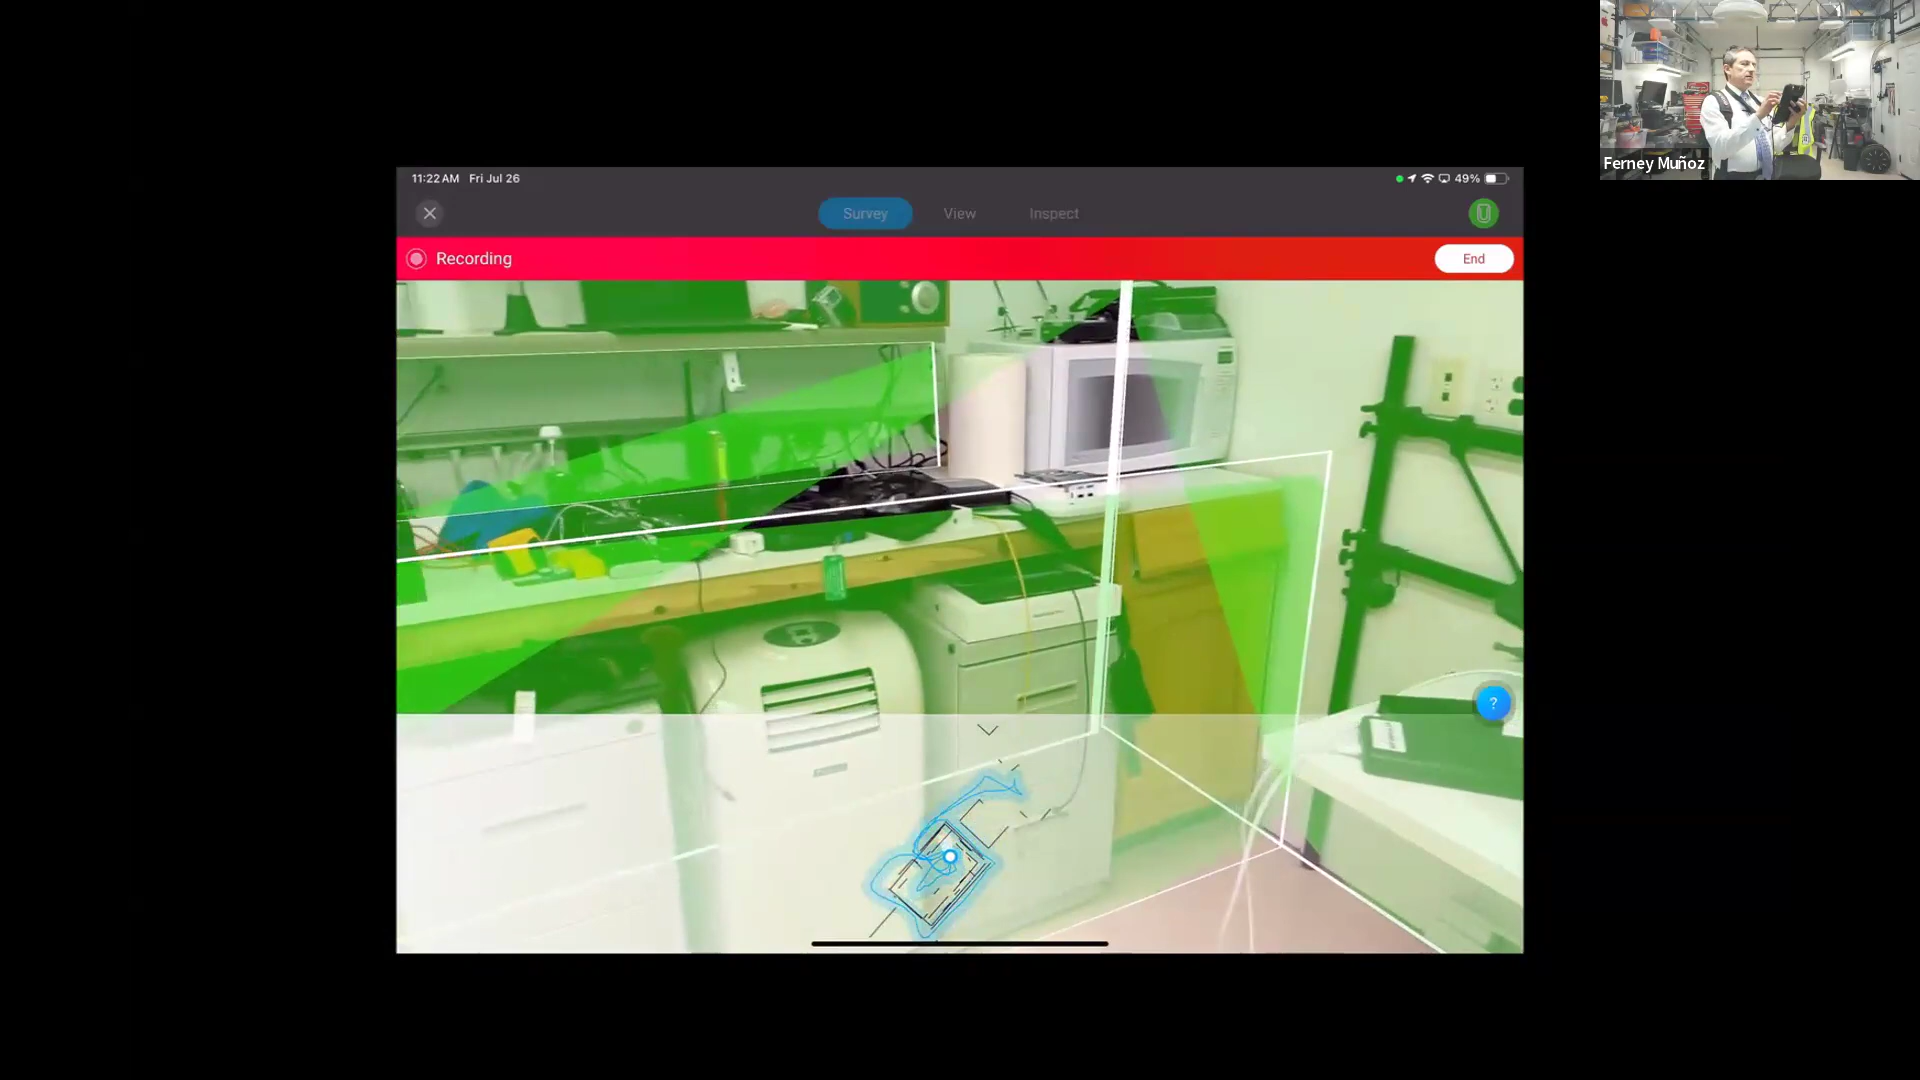 Ferney Muñoz
11:22 AM Fri Jul 26
49%
Survey View Inspect
Recording
End
?